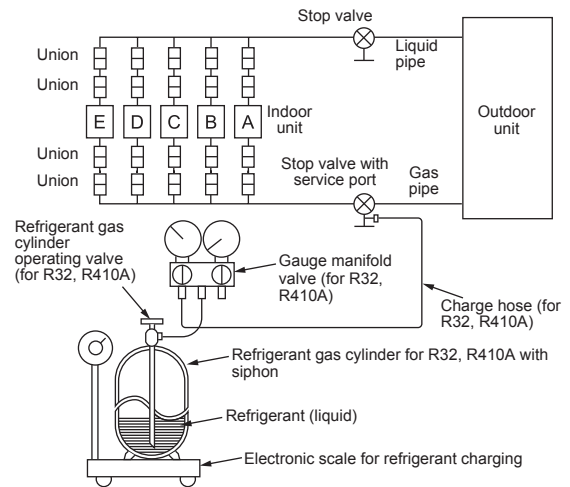 Stop valve
Union
Liquid
pipe
Union
E
D
C
B
A
Indoor
unit
Outdoor
unit
Union
Stop valve with
service port
Gas
pipe
Union
Refrigerant gas
cylinder
operating valve
(for R32, R410A)
Gauge manifold
valve (for R32,
R410A)
Charge hose (for
R32, R410A)
Refrigerant gas cylinder for R32, R410A with
siphon
Refrigerant (liquid)
Electronic scale for refrigerant charging